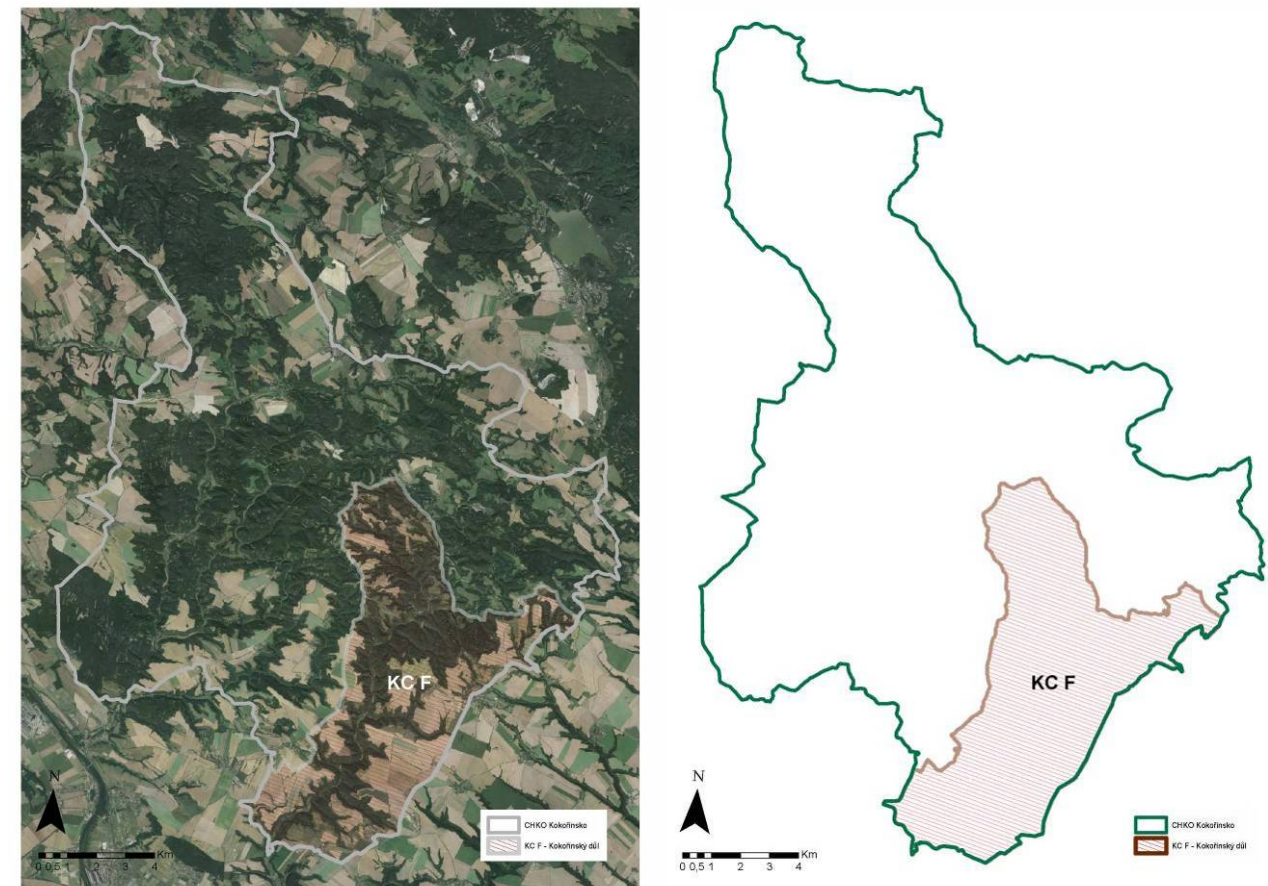 KC F
N
0 0,5 1 2 3 4 Km
CHKO Kokořínsko
KC F - Kokořínský důl
KC F
N
0 0,5 1 2 3 4 Km
CHKO Kokořínsko
KC F - Kokořínský důl